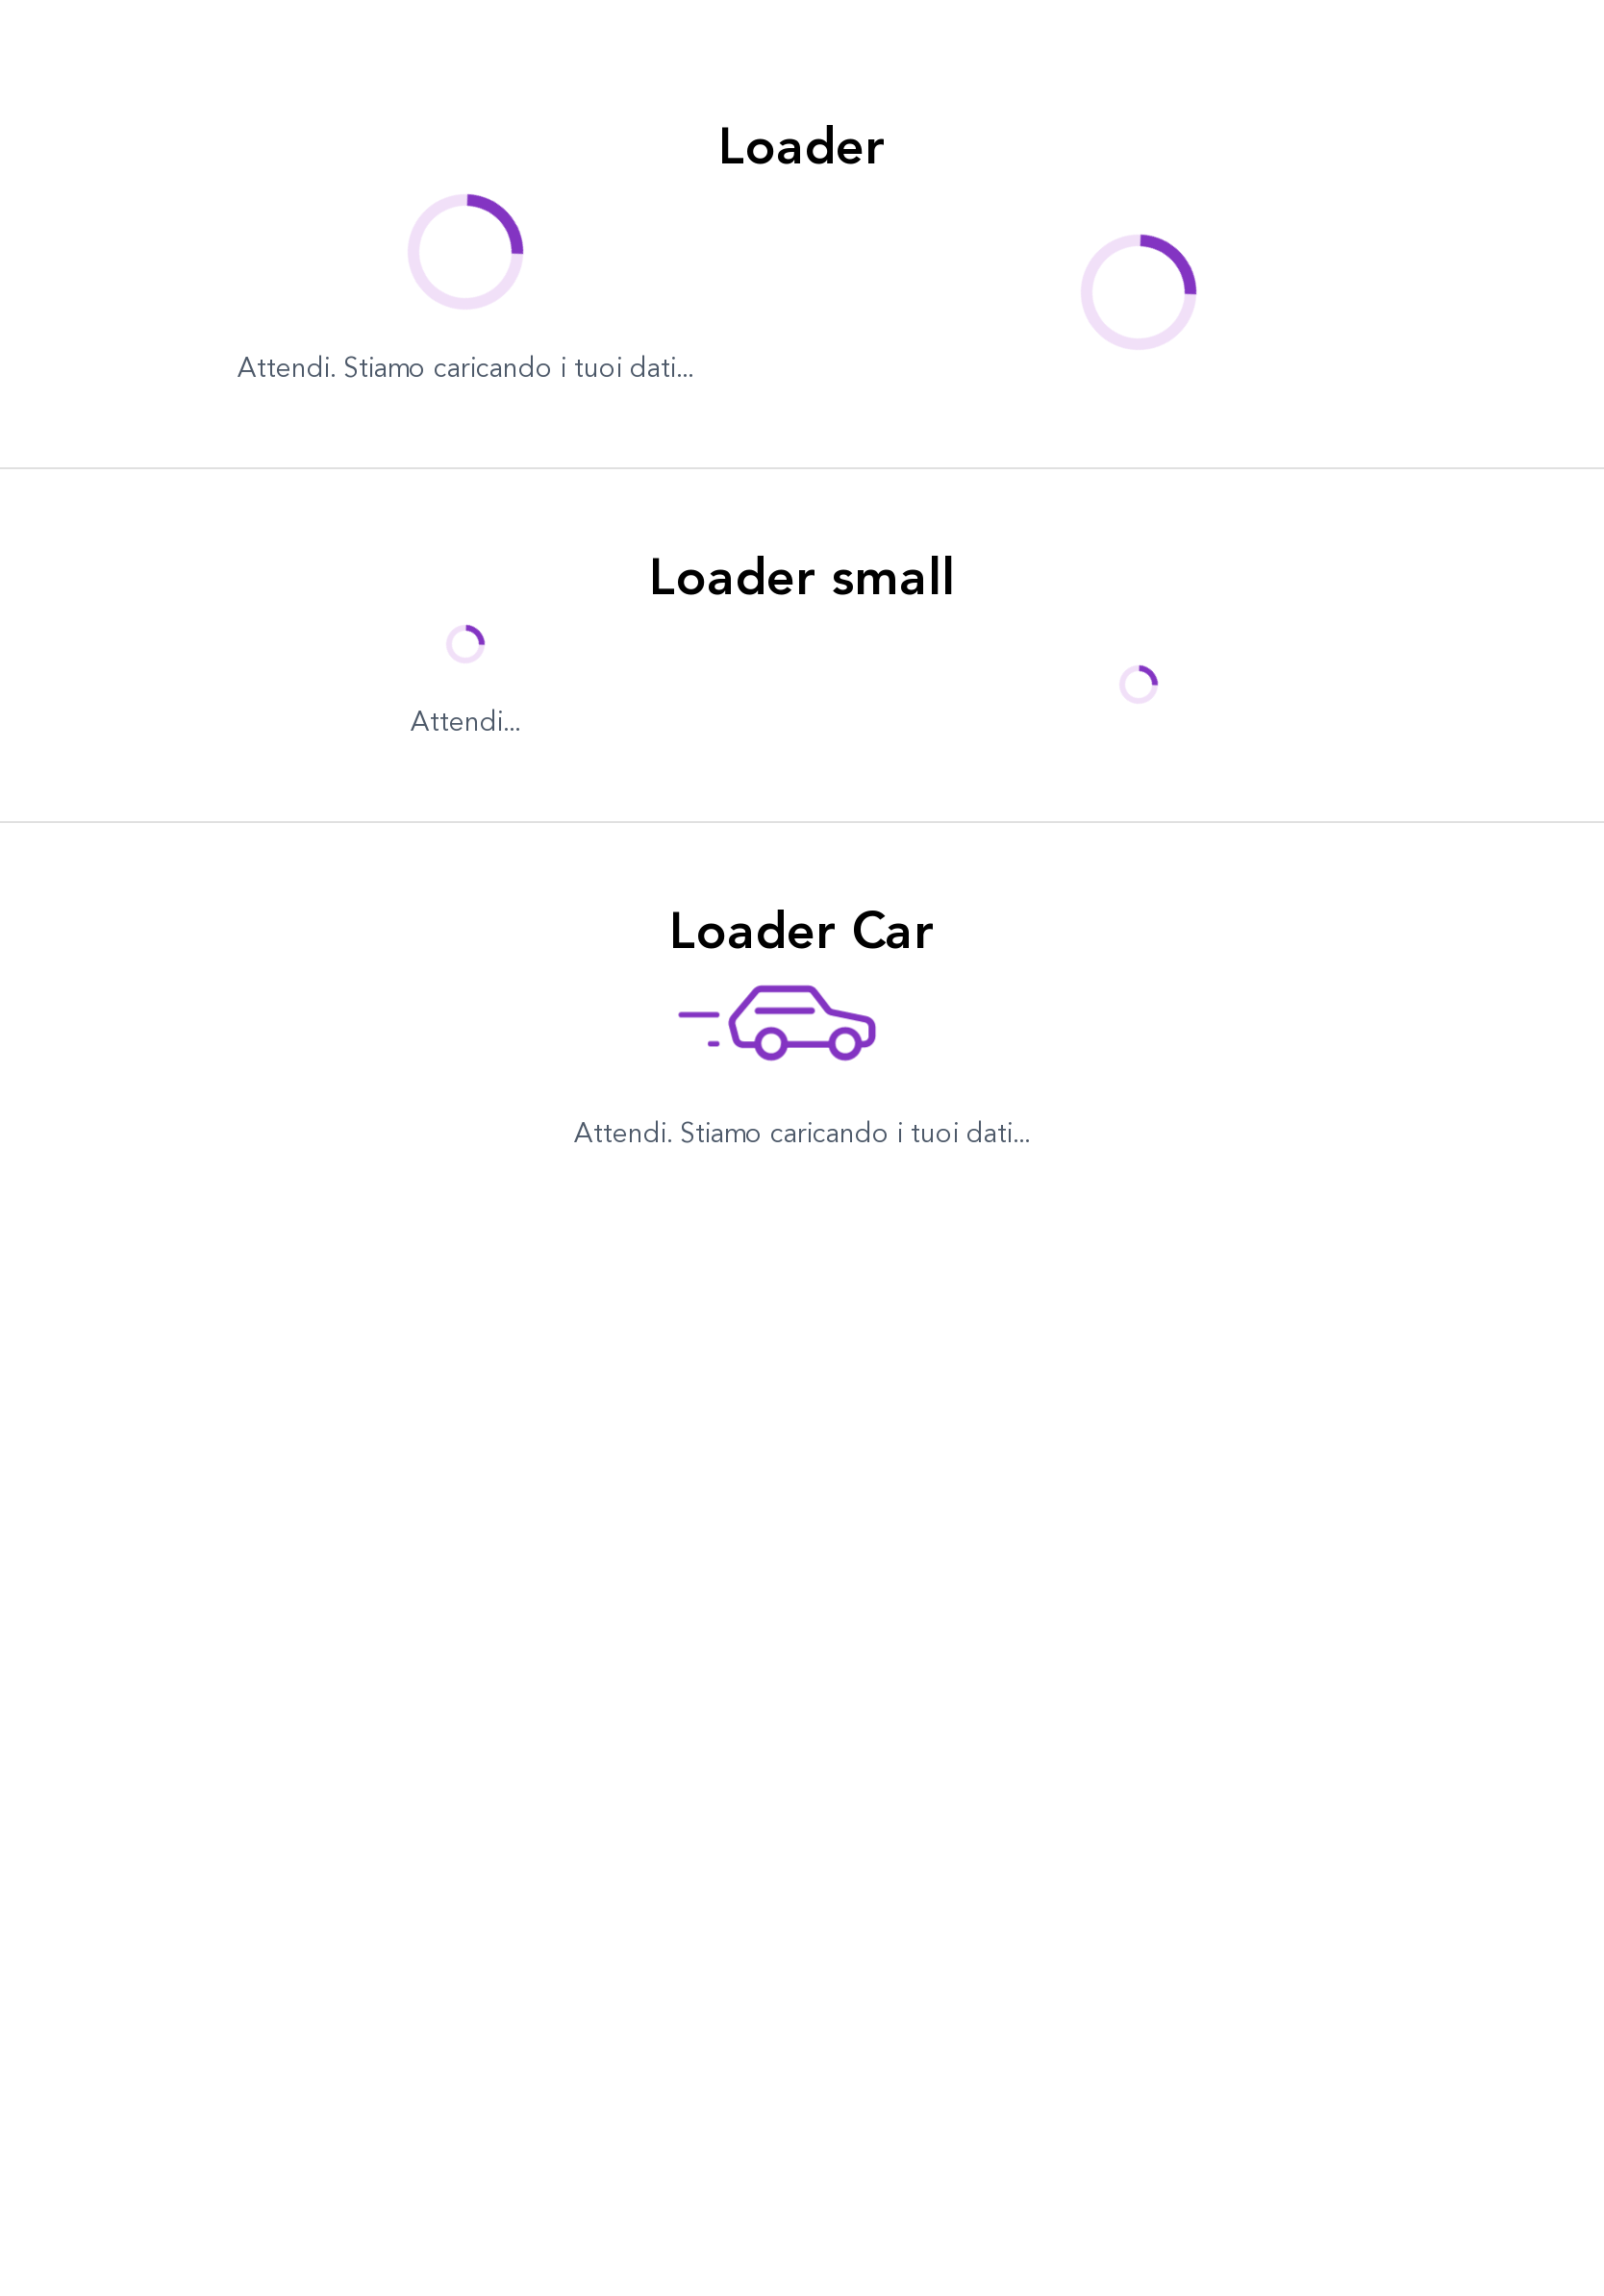 Loader
Attendi. Stiamo caricando i tuoi dati...
Loader small
Attendi...
Loader Car
Attendi. Stiamo caricando i tuoi dati...